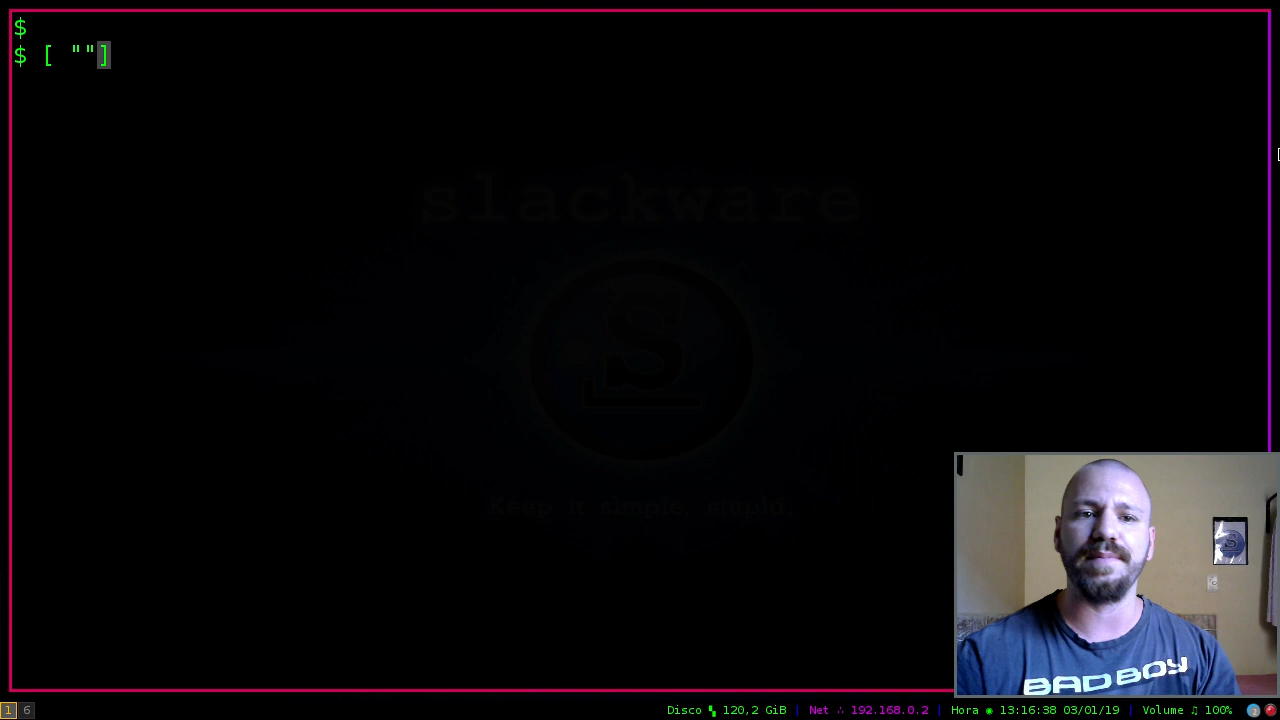 $
$ [ ""]
slackware
S
Keep it simple, stupid.
BAD BOY
1 6 Disco 120,2 GiB | Net ∴ 192.168.0.2 | Hora ◉ 13:16:38 03/01/19 | Volume ♫ 100% 2